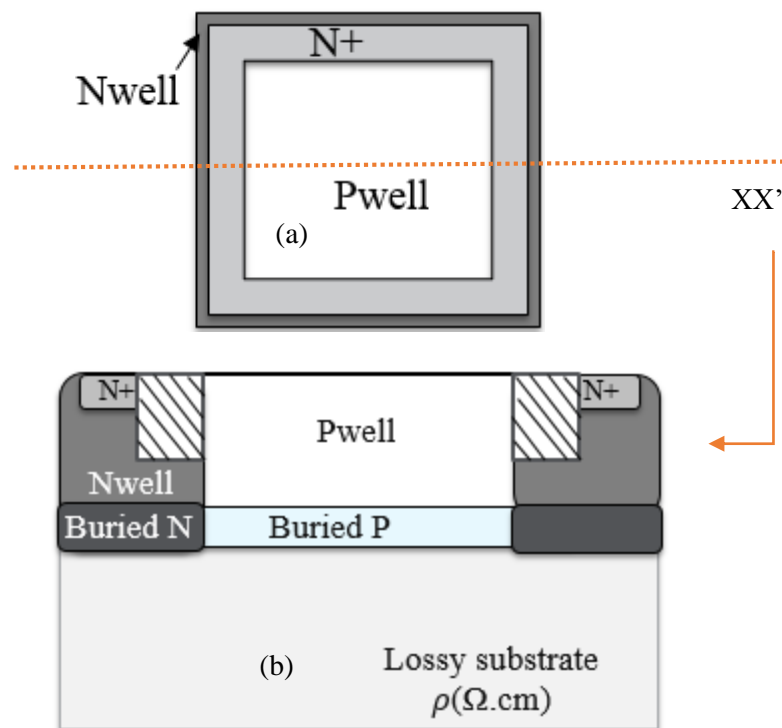 N+
Nwell
Pwell
XX’
(a)
N+
N+
Pwell
Nwell
Buried N
Buried P
(b)
Lossy substrate
ρ(Ω.cm)